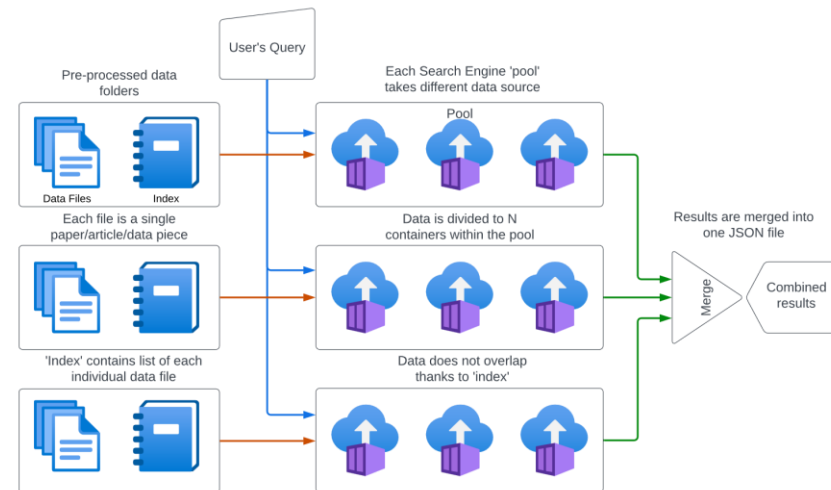 User's Query
Pre-processed data
folders
Each Search Engine 'pool'
takes different data source
Pool
Data Files
Index
Each file is a single
paper/article/data piece
Data is divided to N
containers within the pool
Results are merged into
one JSON file
Merge
Combined
results
'Index' contains list of each
individual data file
Data does not overlap
thanks to 'index'